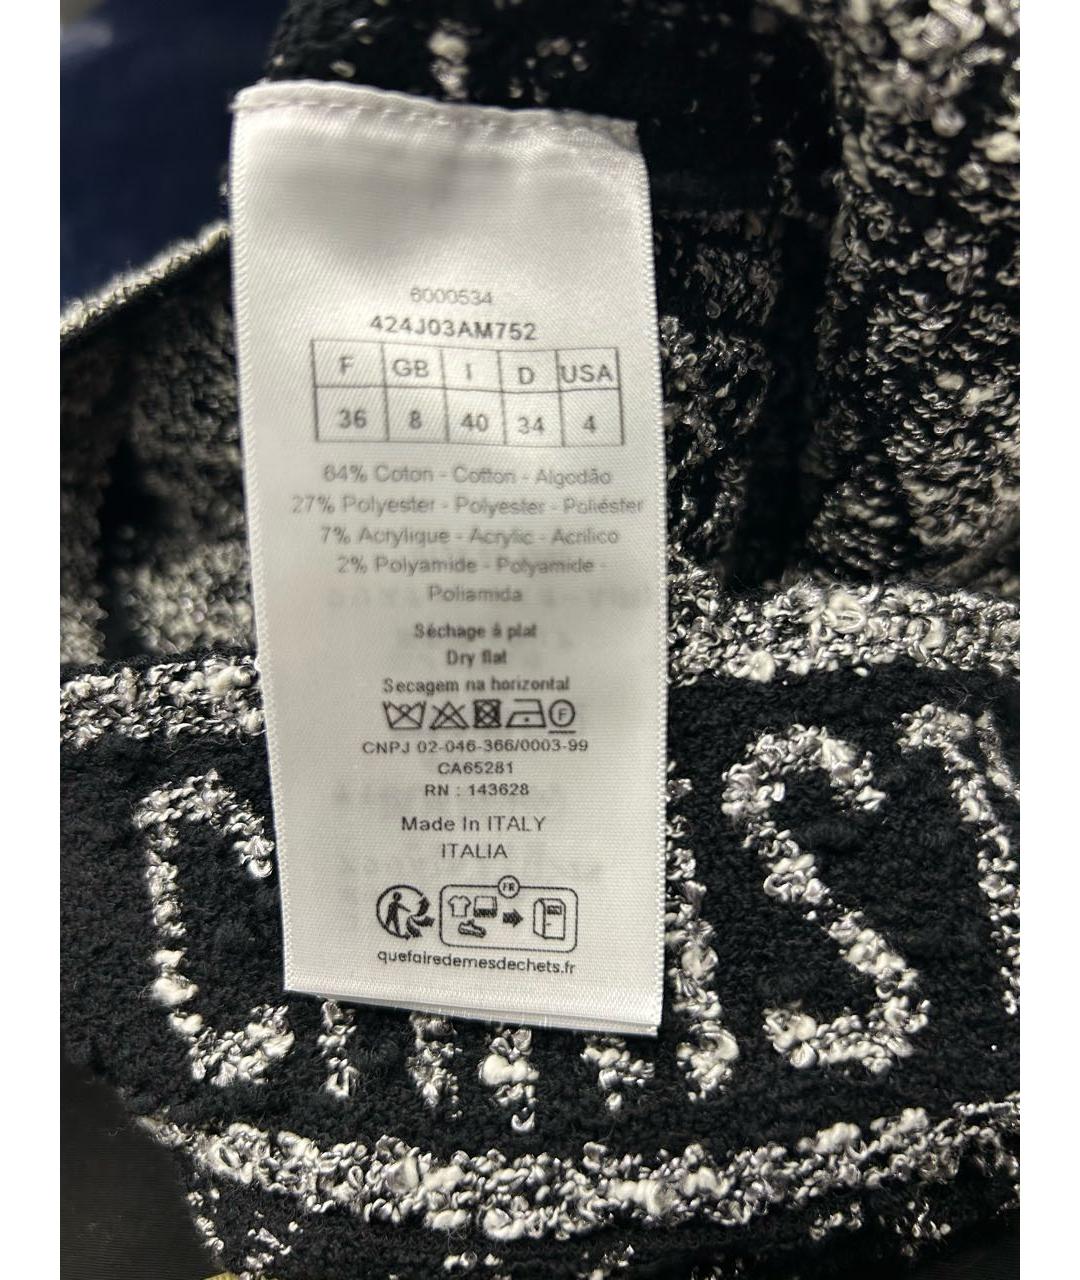 6000534
424J03AM752
F GB I D USA
36 8 40 34 4
64% Coton - Cotton - Algodão
27% Polyester - Polyester - Poliéster
7% Acrylique - Acrylic - Acrílico
2% Polyamide - Polyamide -
Poliamida
Séchage à plat
Dry flat
Secagem na horizontal
F
CNPJ 02-046-366/0003-99
CA65281
RN : 143628
Made In ITALY
ITALIA
FR
quefairedemesdechets.fr